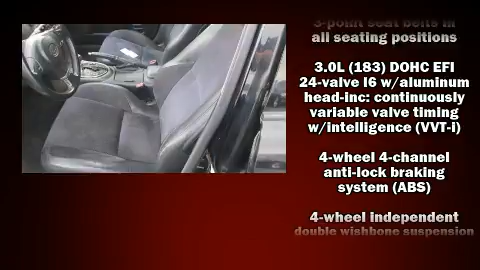 3-point seat belts in
all seating positions
3.0L (183) DOHC EFI
24-valve I6 w/aluminum
head-inc: continuously
variable valve timing
w/intelligence (VVT-i)
4-wheel 4-channel
anti-lock braking
system (ABS)
4-wheel independent
double wishbone suspension